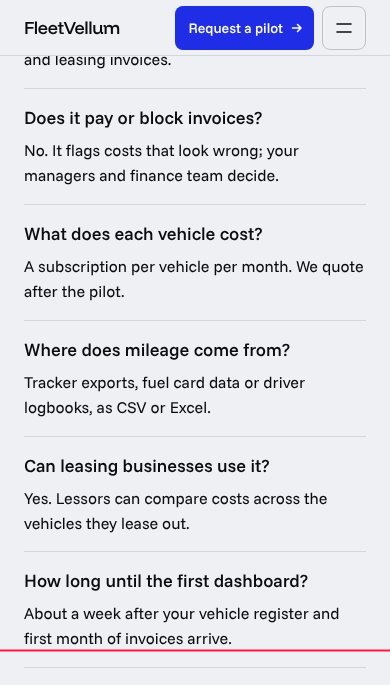 FleetVellum
Request a pilot →
and leasing invoices.
Does it pay or block invoices?
No. It flags costs that look wrong; your
managers and finance team decide.
What does each vehicle cost?
A subscription per vehicle per month. We quote
after the pilot.
Where does mileage come from?
Tracker exports, fuel card data or driver
logbooks, as CSV or Excel.
Can leasing businesses use it?
Yes. Lessors can compare costs across the
vehicles they lease out.
How long until the first dashboard?
About a week after your vehicle register and
first month of invoices arrive.